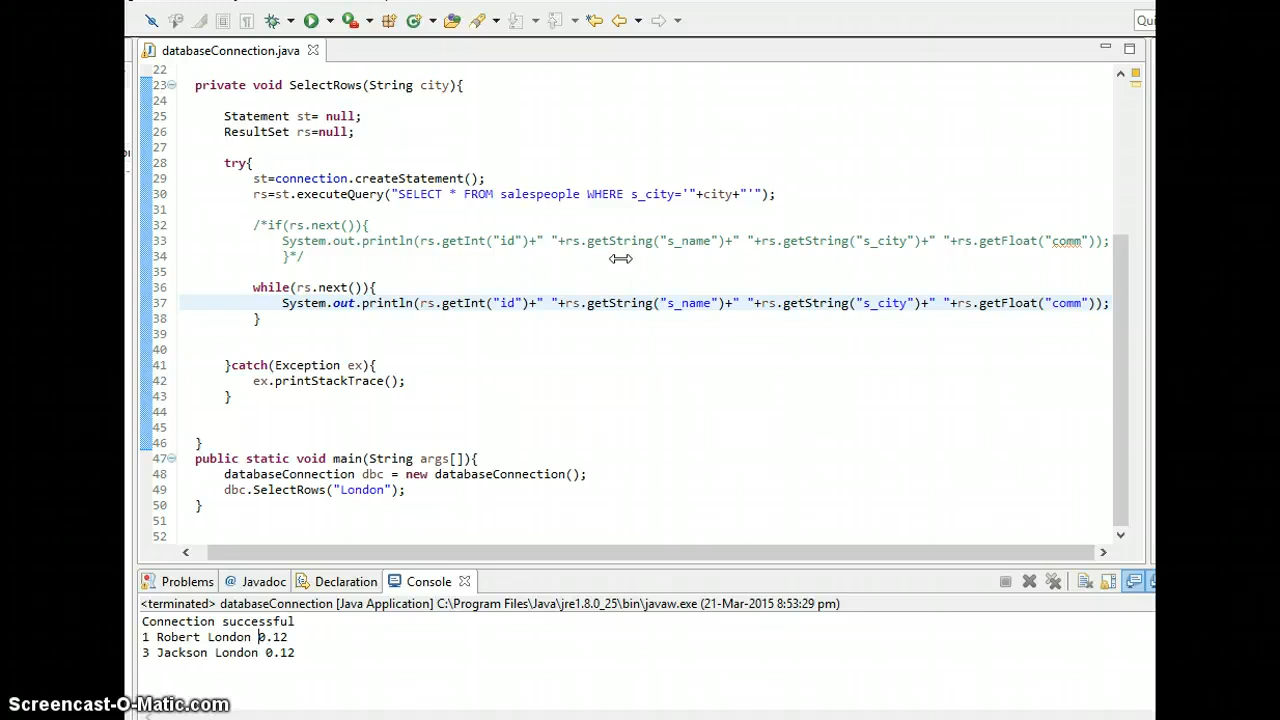 Qui
databaseConnection.java
22
23 private void SelectRows(String city){
24
25 Statement st= null;
26 ResultSet rs=null;
27
28 try{
29 st=connection.createStatement();
30 rs=st.executeQuery("SELECT * FROM salespeople WHERE s_city='"+city+"'");
31
32 /*if(rs.next()){
33 System.out.println(rs.getInt("id")+" "+rs.getString("s_name")+" "+rs.getString("s_city")+" "+rs.getFloat("comm"));
34 }*/
35
36 while(rs.next()){
37 System.out.println(rs.getInt("id")+" "+rs.getString("s_name")+" "+rs.getString("s_city")+" "+rs.getFloat("comm"));
38 }
39
40
41 }catch(Exception ex){
42 ex.printStackTrace();
43 }
44
45
46 }
47 public static void main(String args[]){
48 databaseConnection dbc = new databaseConnection();
49 dbc.SelectRows("London");
50 }
51
52
Problems @ Javadoc Declaration Console
<terminated> databaseConnection [Java Application] C:\Program Files\Java\jre1.8.0_25\bin\javaw.exe (21-Mar-2015 8:53:29 pm)
Connection successful
1 Robert London 0.12
3 Jackson London 0.12
Screencast-O-Matic.com